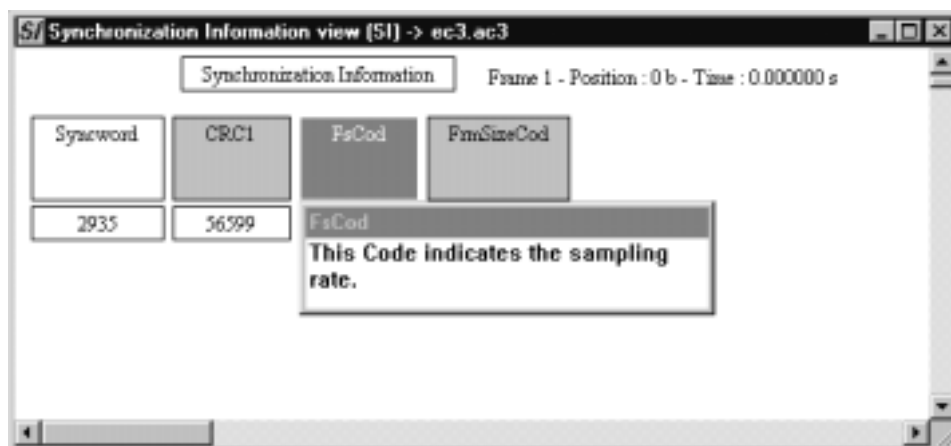 SI Synchronization Information view (SI) -> ec3.ac3
Synchronization Information
Frame 1 - Position : 0 b - Time : 0.000000 s
Syncword CRC1 FsCod FrmSizeCod
2935 56599
FsCod
This Code indicates the sampling
rate.